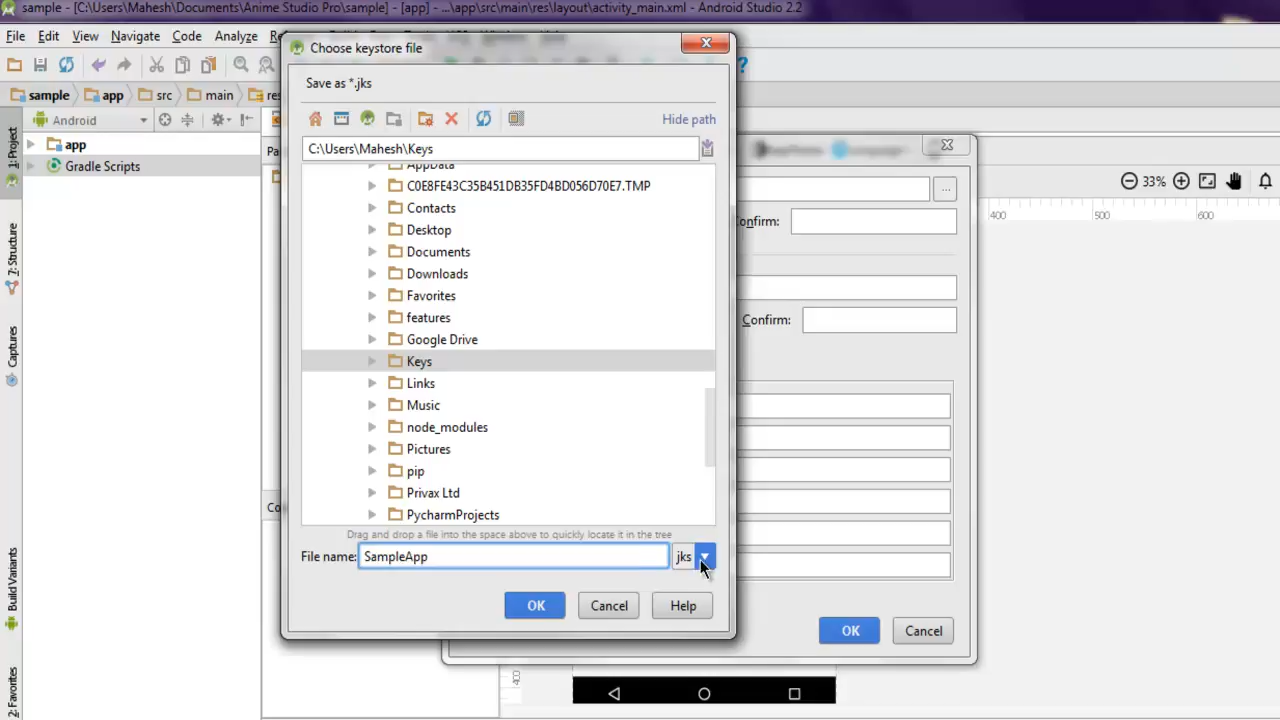 sample - [C:\Users\Mahesh\Documents\Anime Studio Pro\sample] - [app] - ...\app\src\main\res\layout\activity_main.xml - Android Studio 2.2
File Edit View Navigate Code Analyze
Choose keystore file
Save as *.jks
sample app src main
Android
Hide path
C:\Users\Mahesh\Keys
1: Project
app
Gradle Scripts
AppData
C0E8FE43C35B451DB35FD4BD056D70E7.TMP
33%
Contacts
400 500 600
Desktop
Confirm:
7: Structure
Documents
Downloads
Favorites
features
Confirm:
Captures
Google Drive
Keys
Links
Music
node_modules
Pictures
pip
Privax Ltd
PycharmProjects
Drag and drop a file into the space above to quickly locate it in the tree
File name: SampleApp jks
Build Variants
OK Cancel Help
OK Cancel
2: Favorites
400